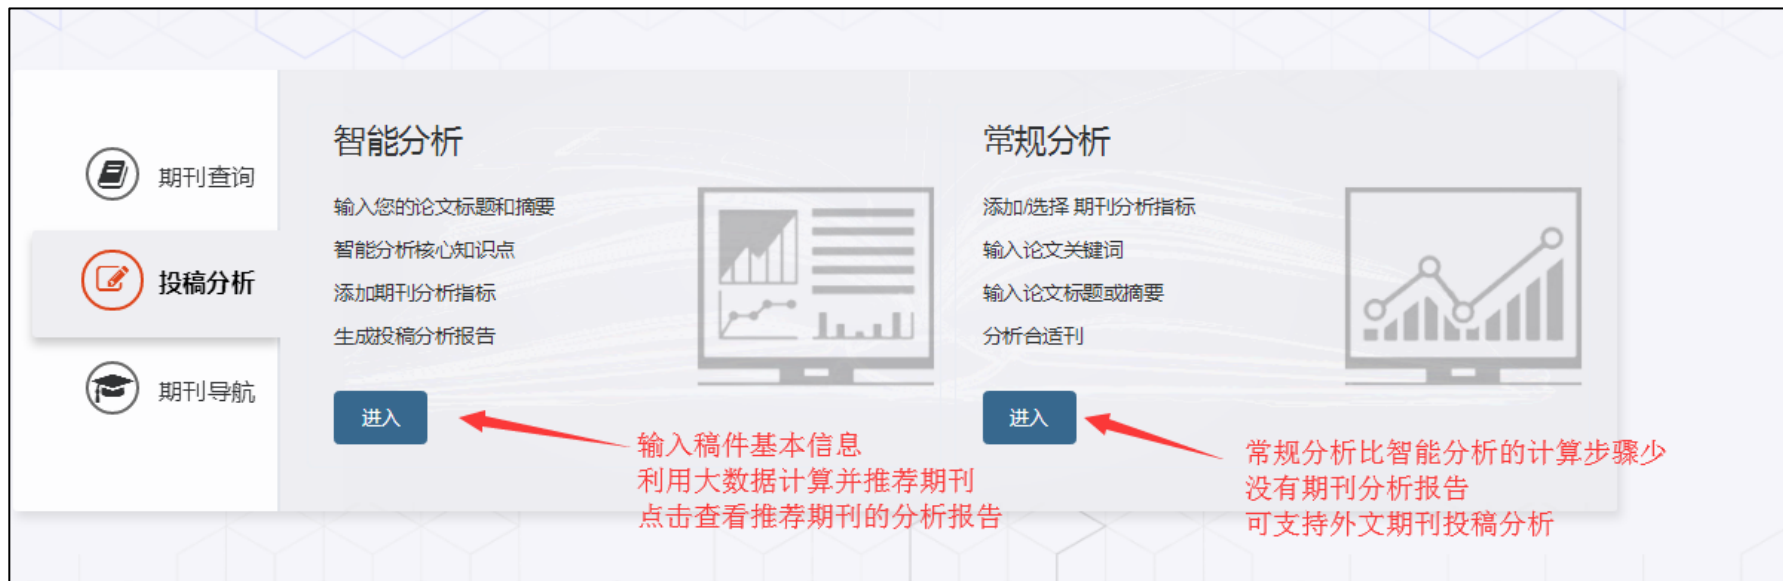 期刊查询
投稿分析
期刊导航
智能分析
输入您的论文标题和摘要
智能分析核心知识点
添加期刊分析指标
生成投稿分析报告
进入
输入稿件基本信息
利用大数据计算并推荐期刊
点击查看推荐期刊的分析报告
常规分析
添加/选择 期刊分析指标
输入论文关键词
输入论文标题或摘要
分析合适刊
进入
常规分析比智能分析的计算步骤少
没有期刊分析报告
可支持外文期刊投稿分析